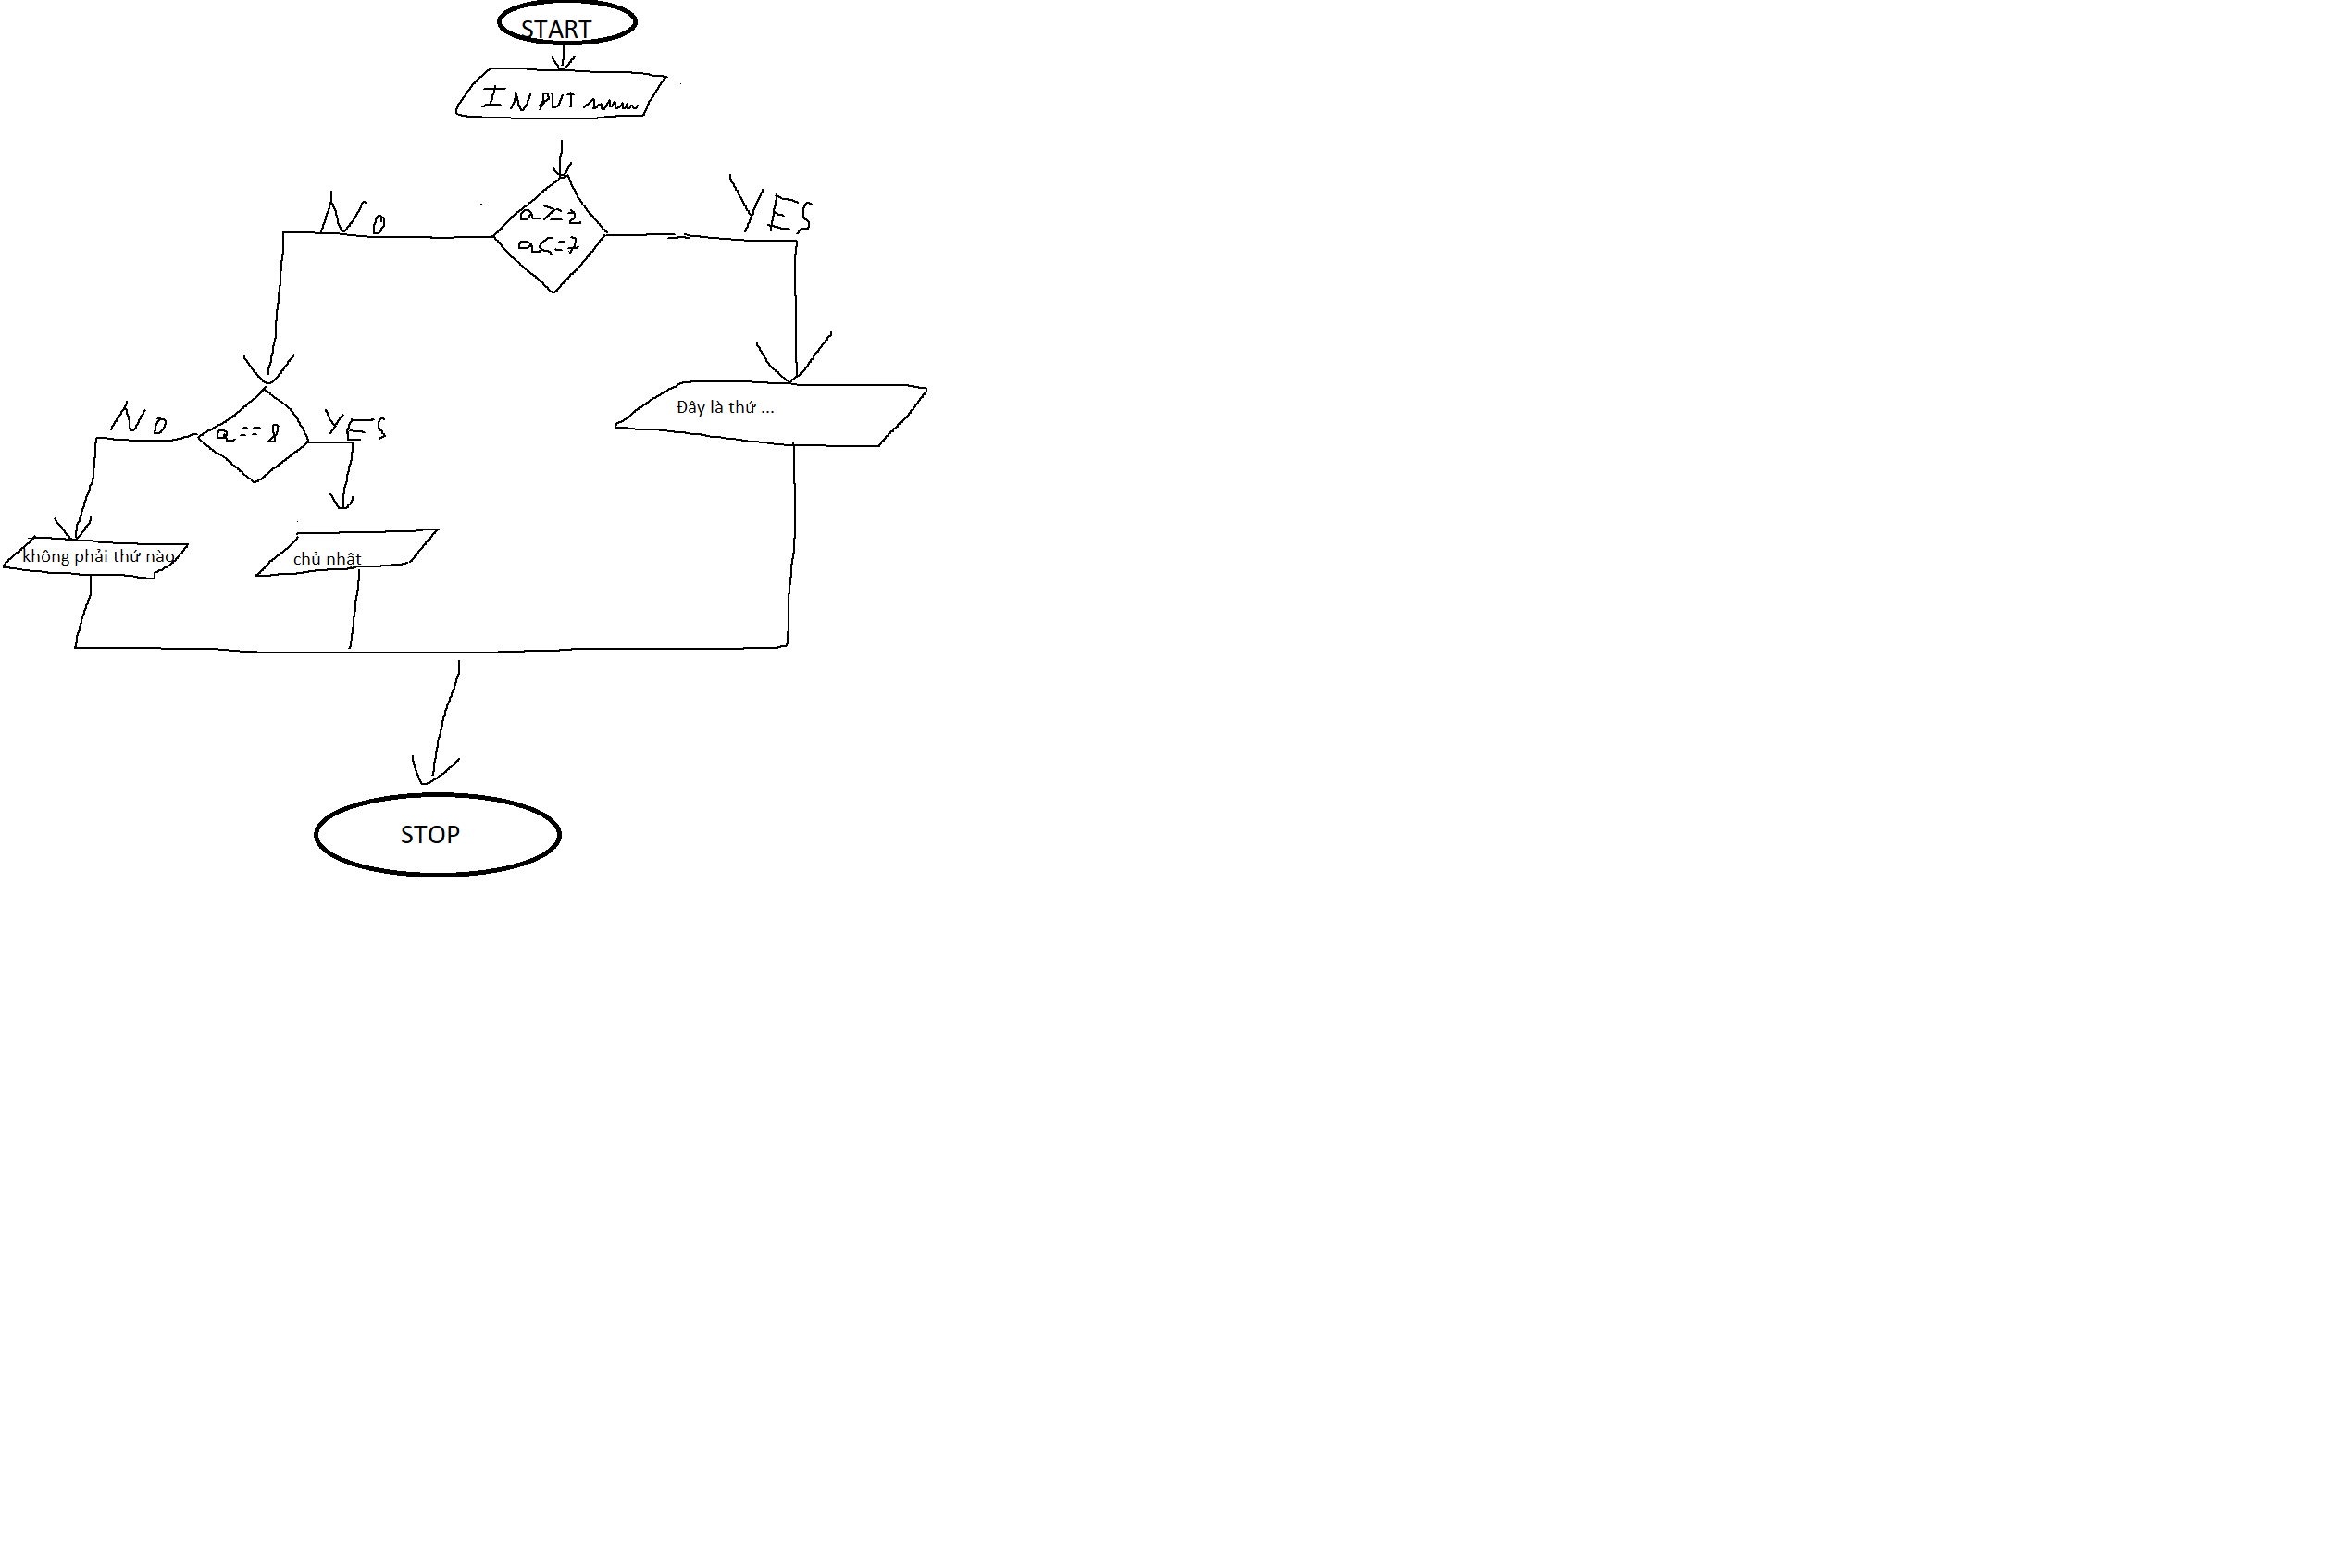 START
INPUT
NO
YES
a>=2
a<=7
Đây là thứ ...
NO
a==8
YES
không phải thứ nào
chủ nhật
STOP